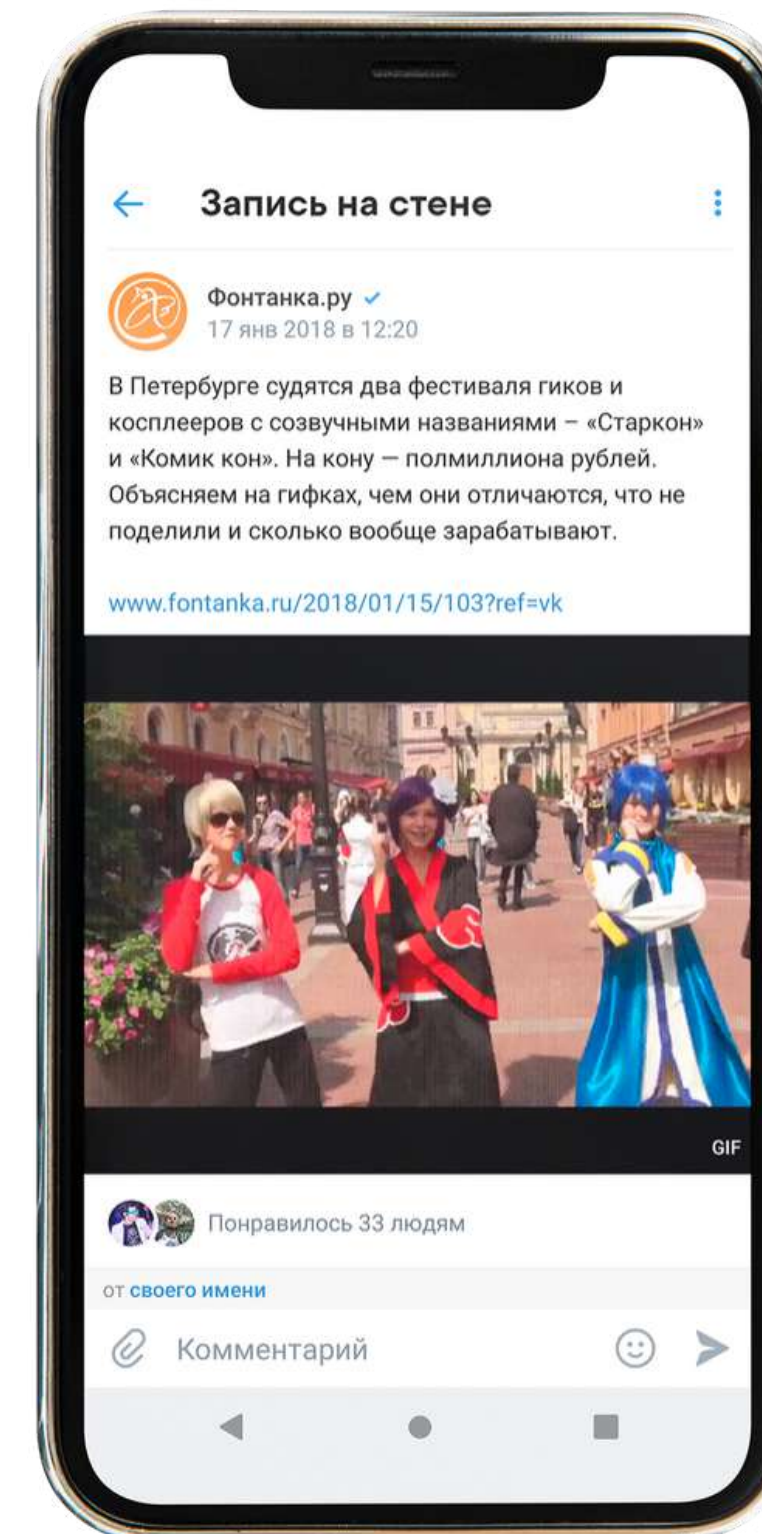 Запись на стене
Фонтанка.ру
17 янв 2018 в 12:20
В Петербурге судятся два фестиваля гиков и
косплееров с созвучными названиями – «Старкон»
и «Комик кон». На кону — полмиллиона рублей.
Объясняем на гифках, чем они отличаются, что не
поделили и сколько вообще зарабатывают.
www.fontanka.ru/2018/01/15/103?ref=vk
GIF
Понравилось 33 людям
от своего имени
Комментарий